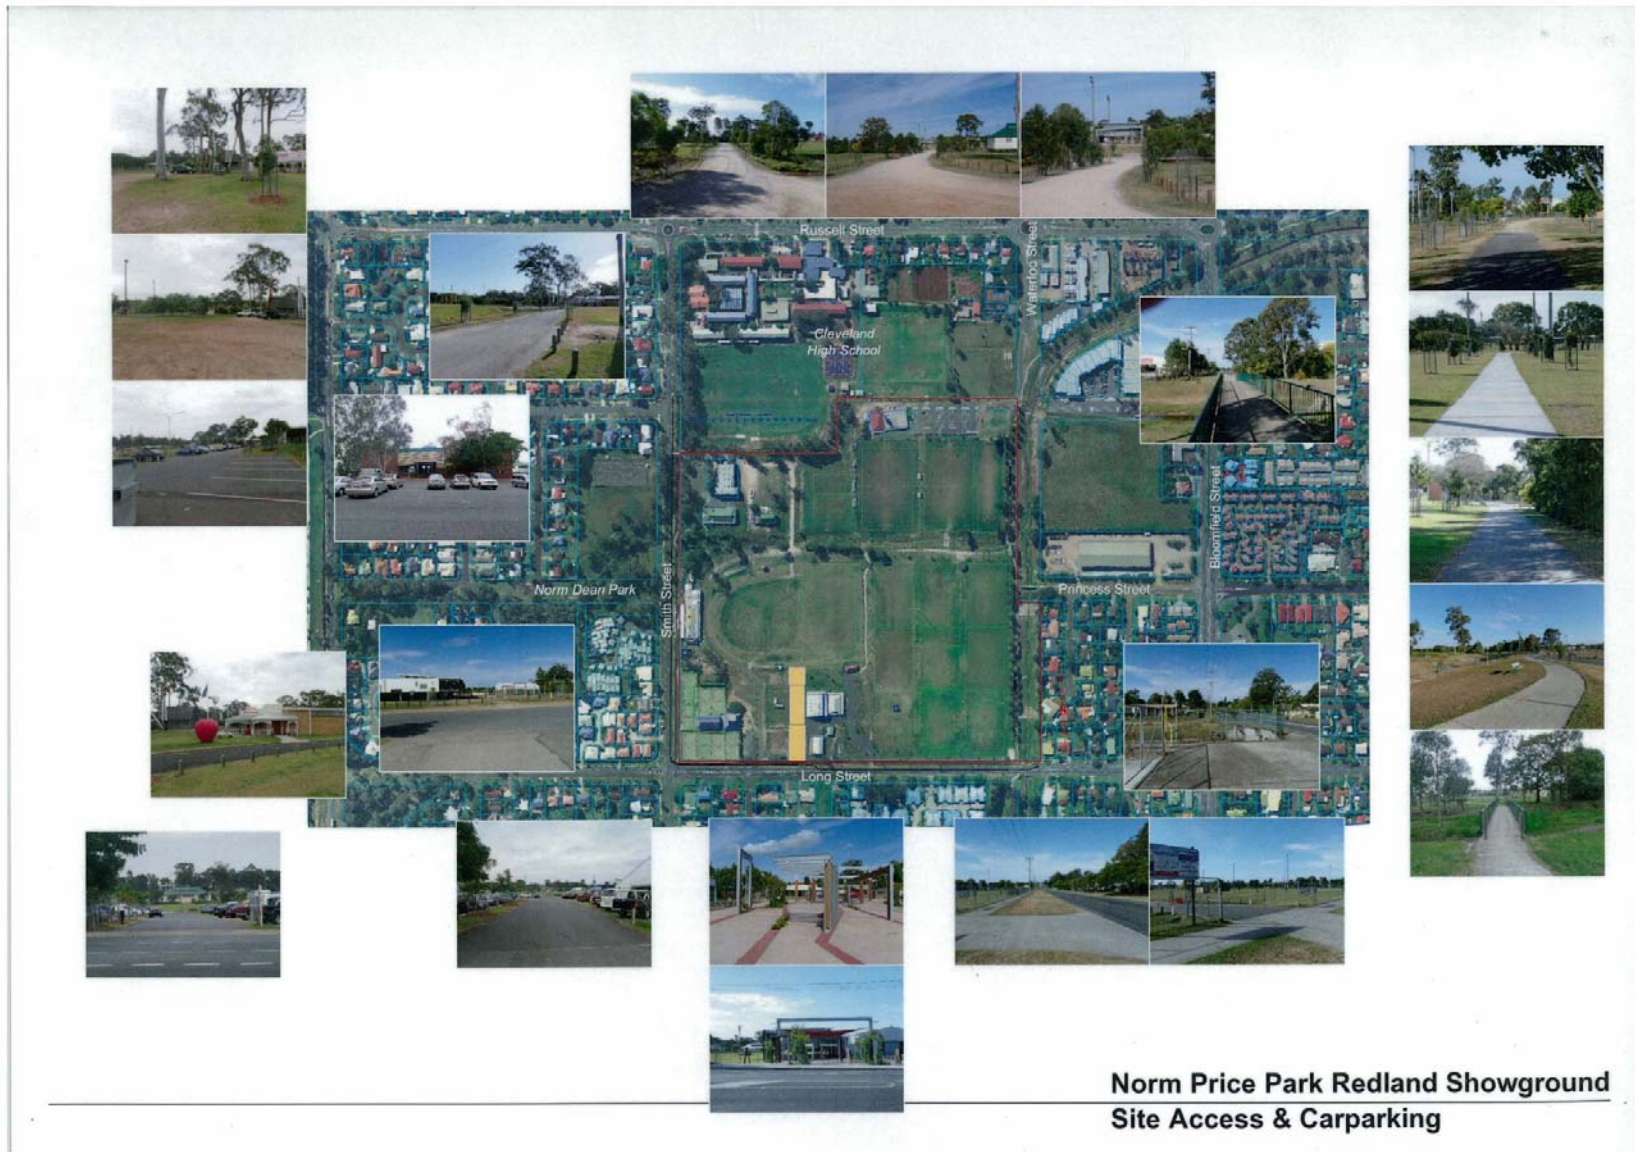 Russell Street
Waterloo Street
Cleveland
High School
Bloomfield Street
Smith Street
Norm Dean Park
Princess Street
Long Street
Norm Price Park Redland Showground
Site Access & Carparking